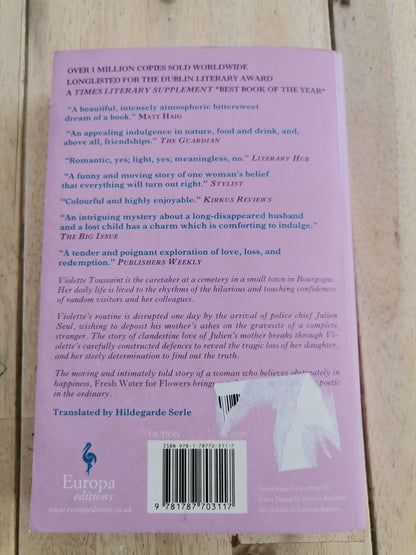 OVER 1 MILLION COPIES SOLD WORLDWIDE
LONGLISTED FOR THE DUBLIN LITERARY AWARD
A TIMES LITERARY SUPPLEMENT "BEST BOOK OF THE YEAR"
"A beautiful, intensely atmospheric bittersweet
dream of a book." MATT HAIG
"An appealing indulgence in nature, food and drink, and,
above all, friendships." THE GUARDIAN
"Romantic, yes; light, yes; meaningless, no." LITERARY HUB
"A funny and moving story of one woman's belief
that everything will turn out right." STYLIST
"Colourful and highly enjoyable." KIRKUS REVIEWS
"An intriguing mystery about a long-disappeared husband
and a lost child has a charm which is comforting to indulge."
THE BIG ISSUE
"A tender and poignant exploration of love, loss, and
redemption." PUBLISHERS WEEKLY
Violette Toussaint is the caretaker at a cemetery in a small town in Bourgogne.
Her daily life is lived to the rhythms of the hilarious and touching confidences
of random visitors and her colleagues.
Violette's routine is disrupted one day by the arrival of police chief Julien
Seul, wishing to deposit his mother's ashes on the gravesite of a complete
stranger. The story of clandestine love of Julien's mother breaks through Vi-
olette's carefully constructed defences to reveal the tragic loss of her daughter,
and her steely determination to find out the truth.
The moving and intimately told story of a woman who believes obstinately in
happiness, Fresh Water for Flowers brings poetic
in the ordinary.
Translated by Hildegarde Serle
FICTION
ISBN 978-1-78770-311-7
9 781787 703117
Europa
editions
www.europaeditions.co.uk